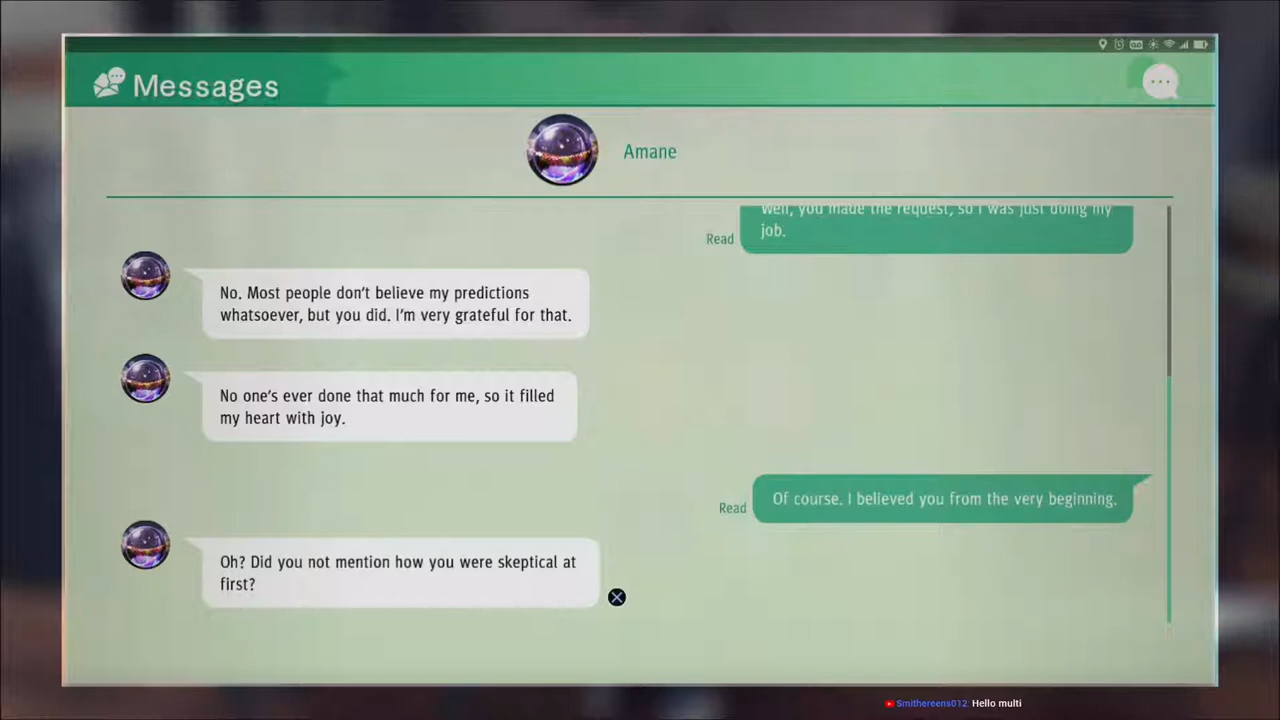 Messages
Amane
Well, you made the request, so I was just doing my
job.
Read
No. Most people don't believe my predictions
whatsoever, but you did. I'm very grateful for that.
No one's ever done that much for me, so it filled
my heart with joy.
Of course. I believed you from the very beginning.
Read
Oh? Did you not mention how you were skeptical at
first?
Smithereens012: Hello multi